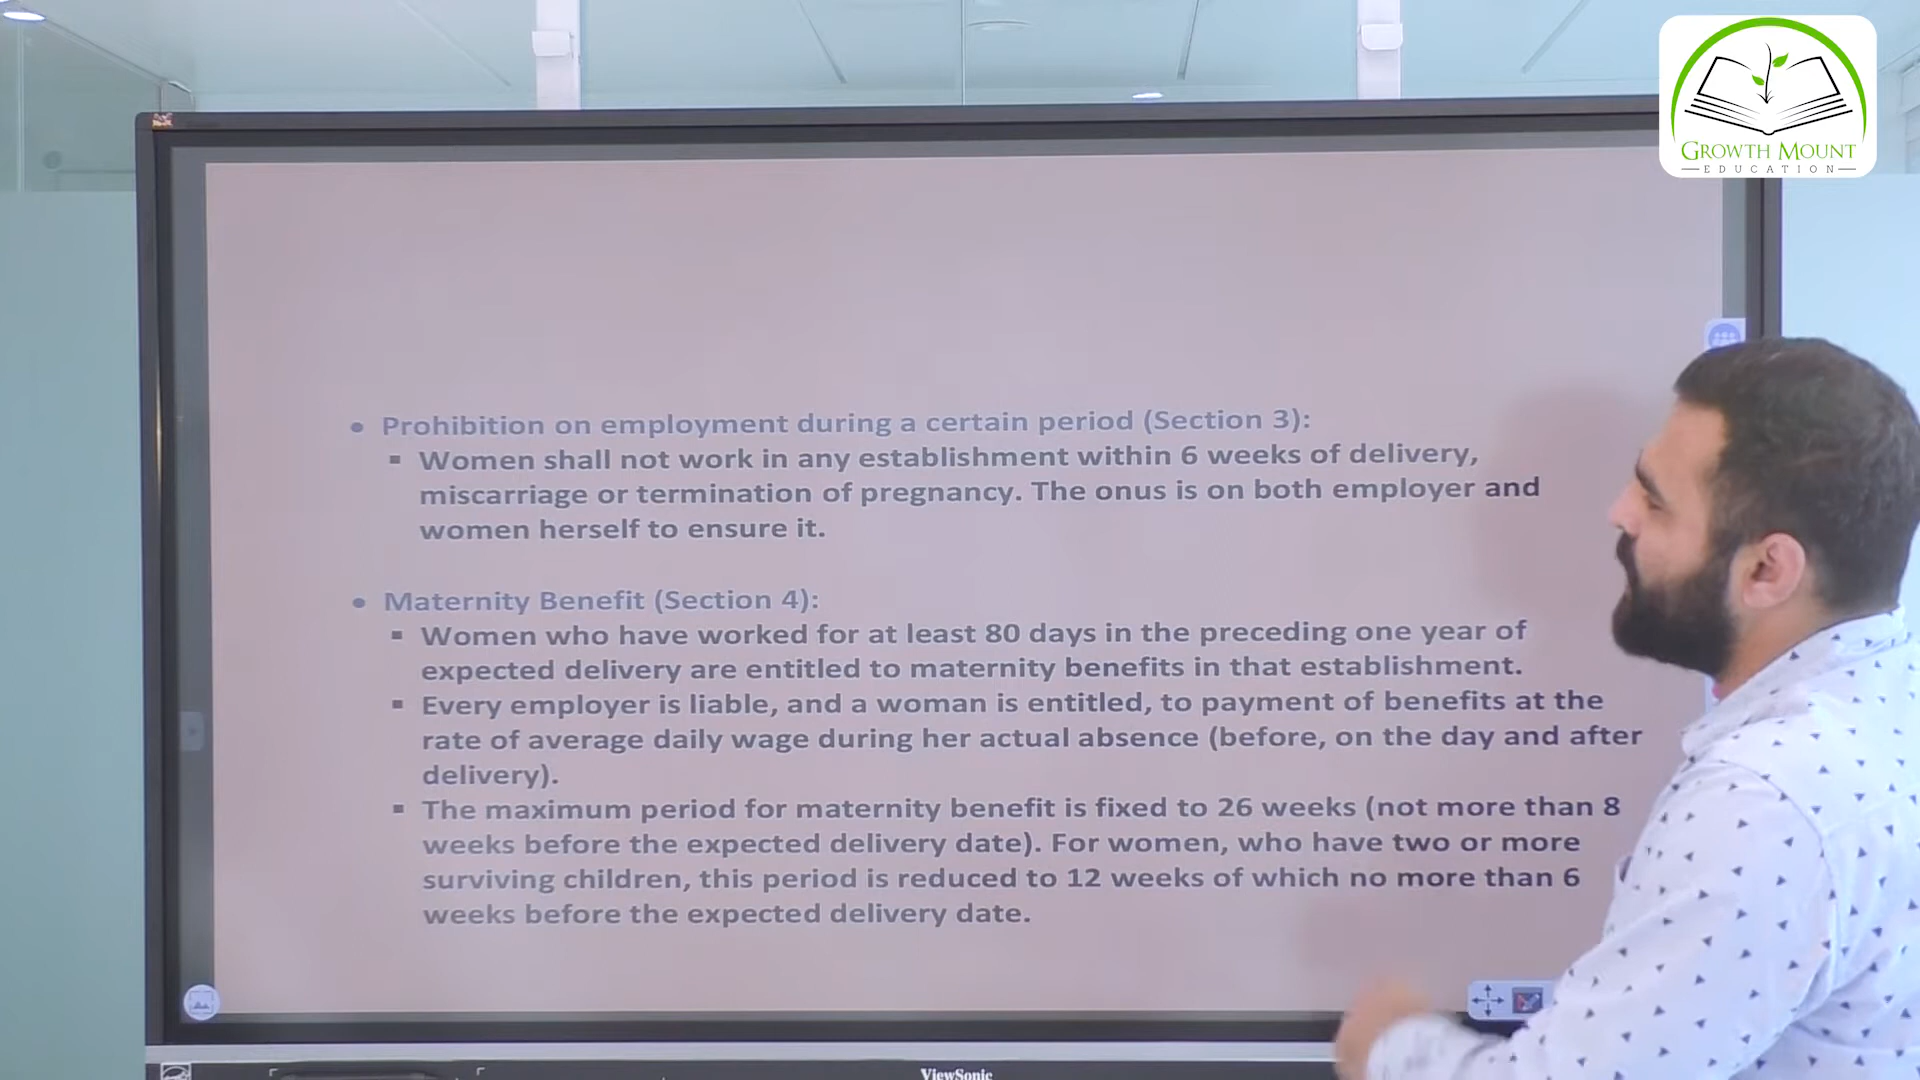 GROWTH MOUNT
EDUCATION
• Prohibition on employment during a certain period (Section 3):
▪ Women shall not work in any establishment within 6 weeks of delivery,
miscarriage or termination of pregnancy. The onus is on both employer and
women herself to ensure it.
• Maternity Benefit (Section 4):
▪ Women who have worked for at least 80 days in the preceding one year of
expected delivery are entitled to maternity benefits in that establishment.
▪ Every employer is liable, and a woman is entitled, to payment of benefits at the
rate of average daily wage during her actual absence (before, on the day and after
delivery).
▪ The maximum period for maternity benefit is fixed to 26 weeks (not more than 8
weeks before the expected delivery date). For women, who have two or more
surviving children, this period is reduced to 12 weeks of which no more than 6
weeks before the expected delivery date.
ViewSonic